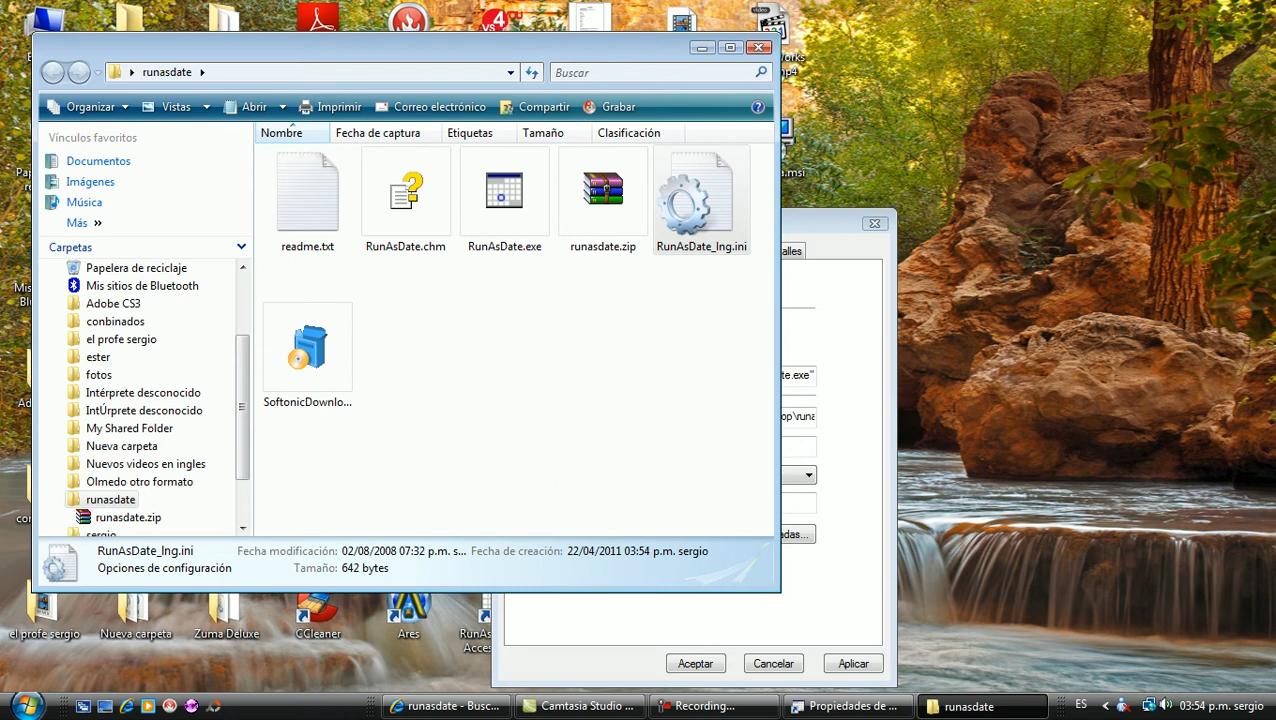 runasdate
Buscar
Organizar Vistas Abrir Imprimir Correo electrónico Compartir Grabar
Vínculos favoritos
Documentos
Imágenes
Música
Más »
Carpetas
Papelera de reciclaje
Mis sitios de Bluetooth
Adobe CS3
combinados
el profe sergio
ester
fotos
Intérprete desconocido
IntÚrprete desconocido
My Shared Folder
Nueva carpeta
Nuevos videos en ingles
Olmedo otro formato
runasdate
runasdate.zip
sergio
Nombre Fecha de captura Etiquetas Tamaño Clasificación
readme.txt
RunAsDate.chm
RunAsDate.exe
runasdate.zip
RunAsDate_lng.ini
SoftonicDownlo...
RunAsDate_lng.ini Fecha modificación: 02/08/2008 07:32 p.m. s... Fecha de creación: 22/04/2011 03:54 p.m. sergio
Opciones de configuración Tamaño: 642 bytes
alles
te.exe"
op\runa
adas...
Aceptar Cancelar Aplicar
vs4
video
orks
mp4
a.msi
el profe sergio
Nueva carpeta
Zuma Deluxe
CCleaner
Ares
RunAs
Acces
runasdate - Busc...
Camtasia Studio ...
Recording...
Propiedades de ...
runasdate
ES
03:54 p.m. sergio